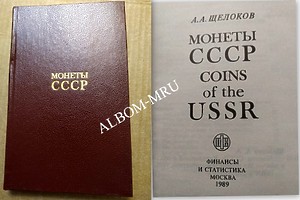 МОНЕТЫ
СССР
А.А. ЩЕЛОКОВ
МОНЕТЫ
СССР
COINS
of the
USSR
ФИНАНСЫ
И СТАТИСТИКА
МОСКВА
1989
ALBOM-MRU